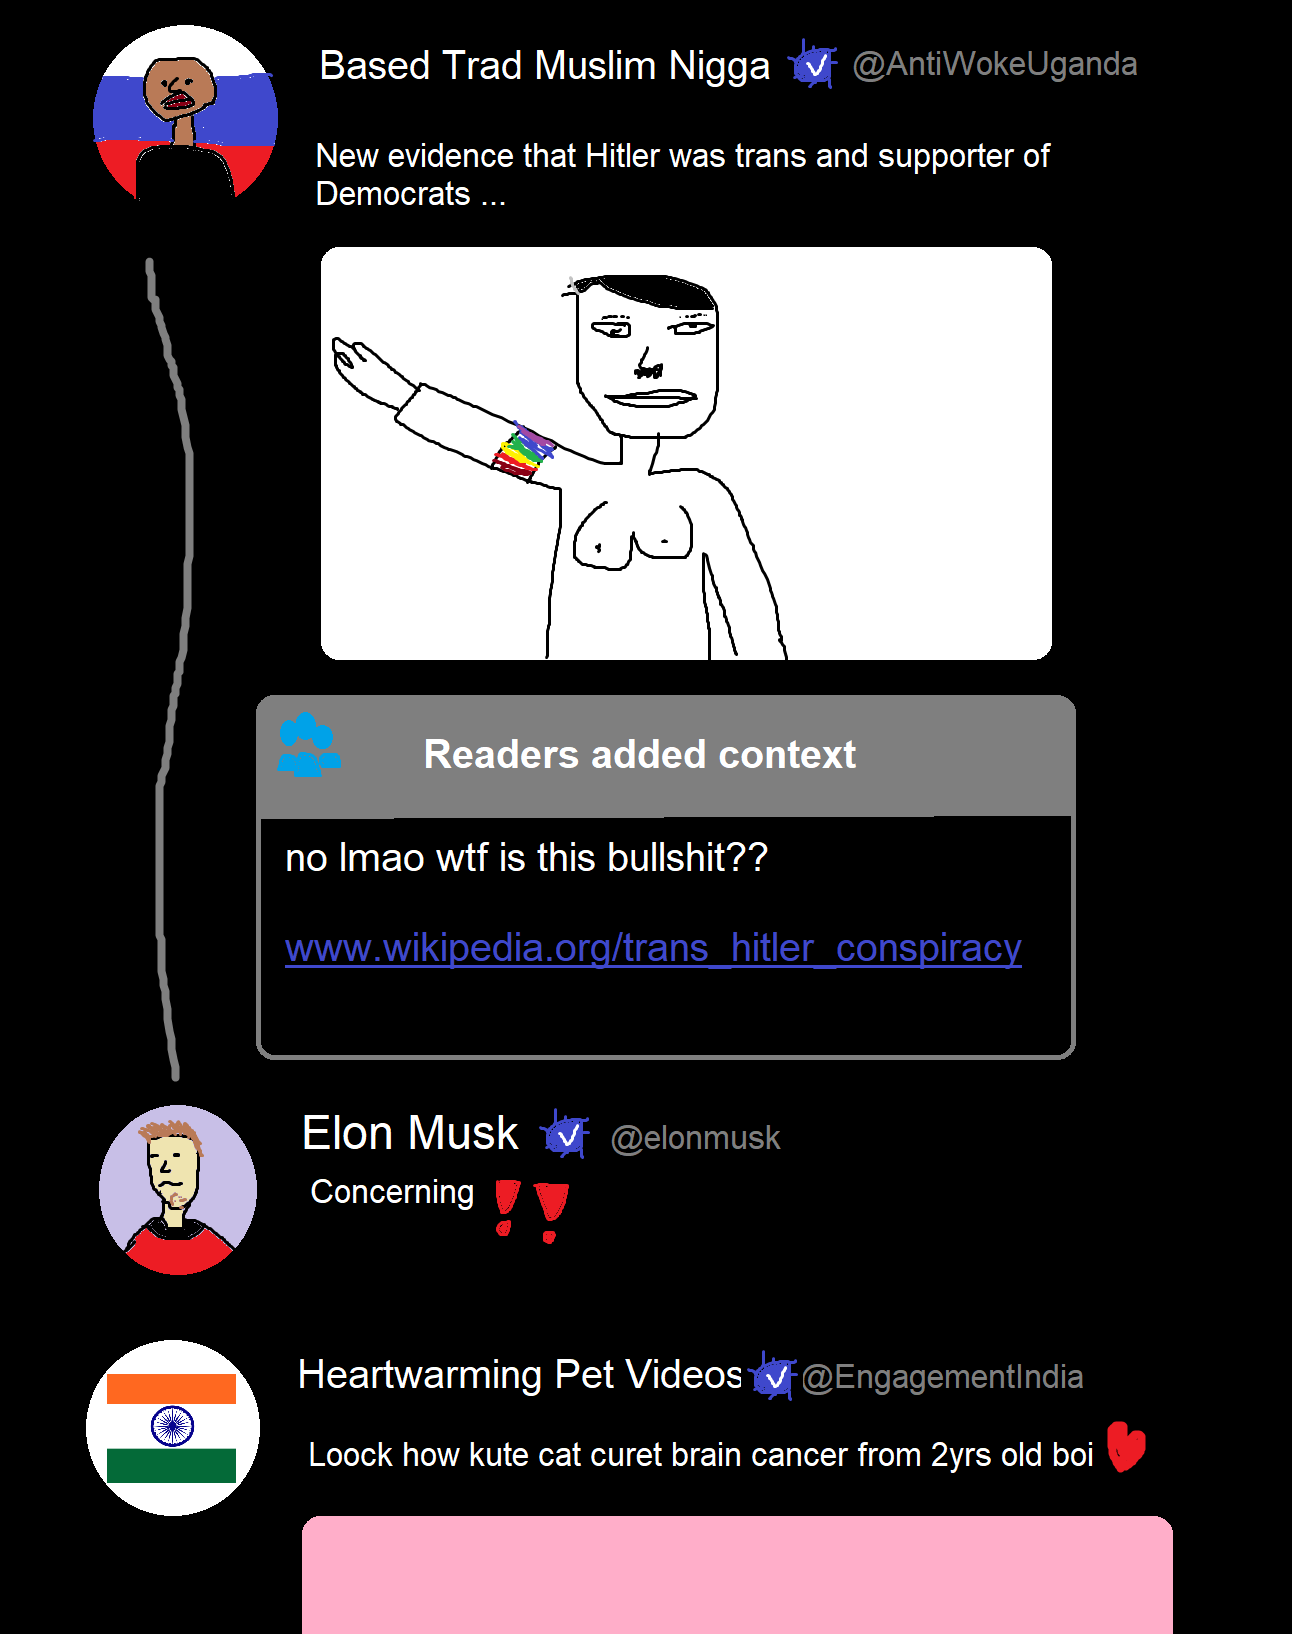 Based Trad Muslim Nigga @AntiWokeUganda
New evidence that Hitler was trans and supporter of
Democrats ...
Readers added context
no lmao wtf is this bullshit??
www.wikipedia.org/trans_hitler_conspiracy
Elon Musk @elonmusk
Concerning ‼
Heartwarming Pet Videos @EngagementIndia
Loock how kute cat curet brain cancer from 2yrs old boi